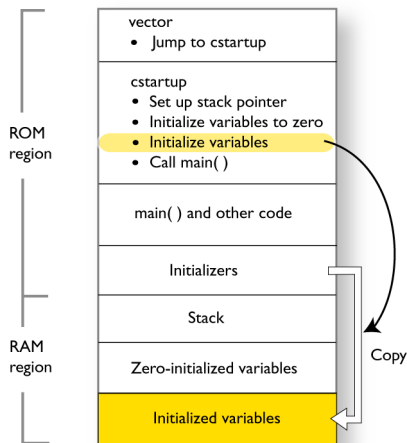 vector
• Jump to cstartup
cstartup
• Set up stack pointer
• Initialize variables to zero
• Initialize variables
• Call main( )
ROM
region
main( ) and other code
Initializers
Stack
RAM
region
Copy
Zero-initialized variables
Initialized variables